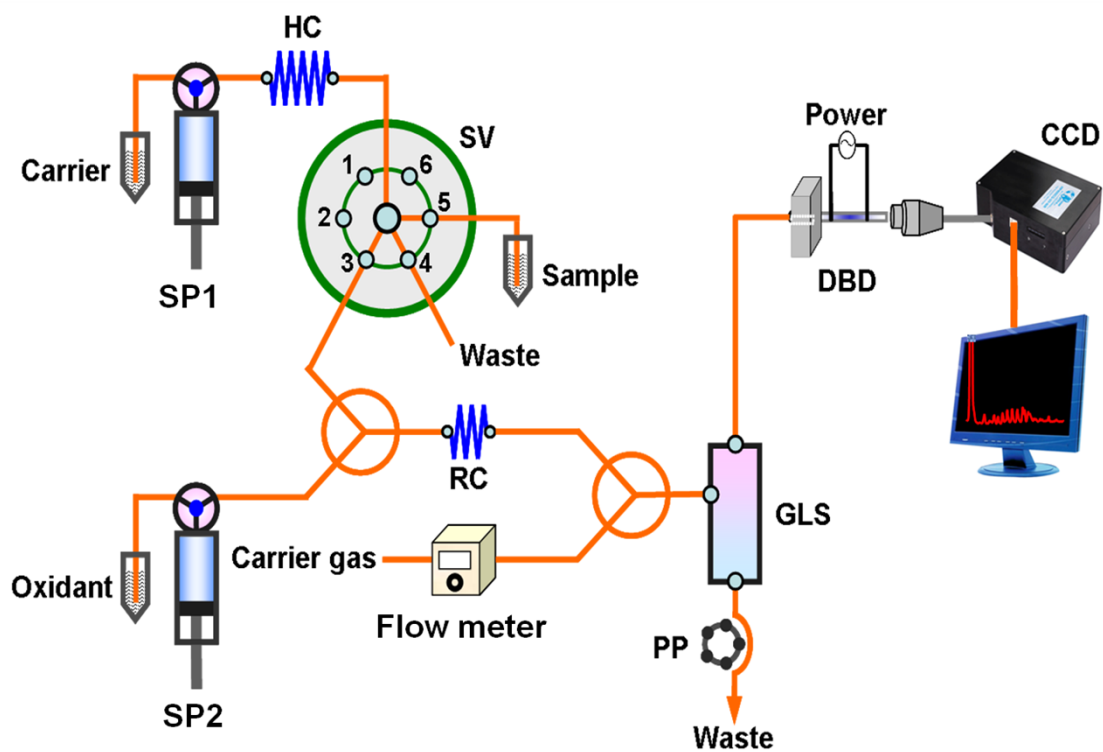 HC
SV
Power
CCD
1
6
2
5
3
4
Carrier
SP1
Sample
DBD
Waste
RC
GLS
Carrier gas
Oxidant
Flow meter
PP
SP2
Waste